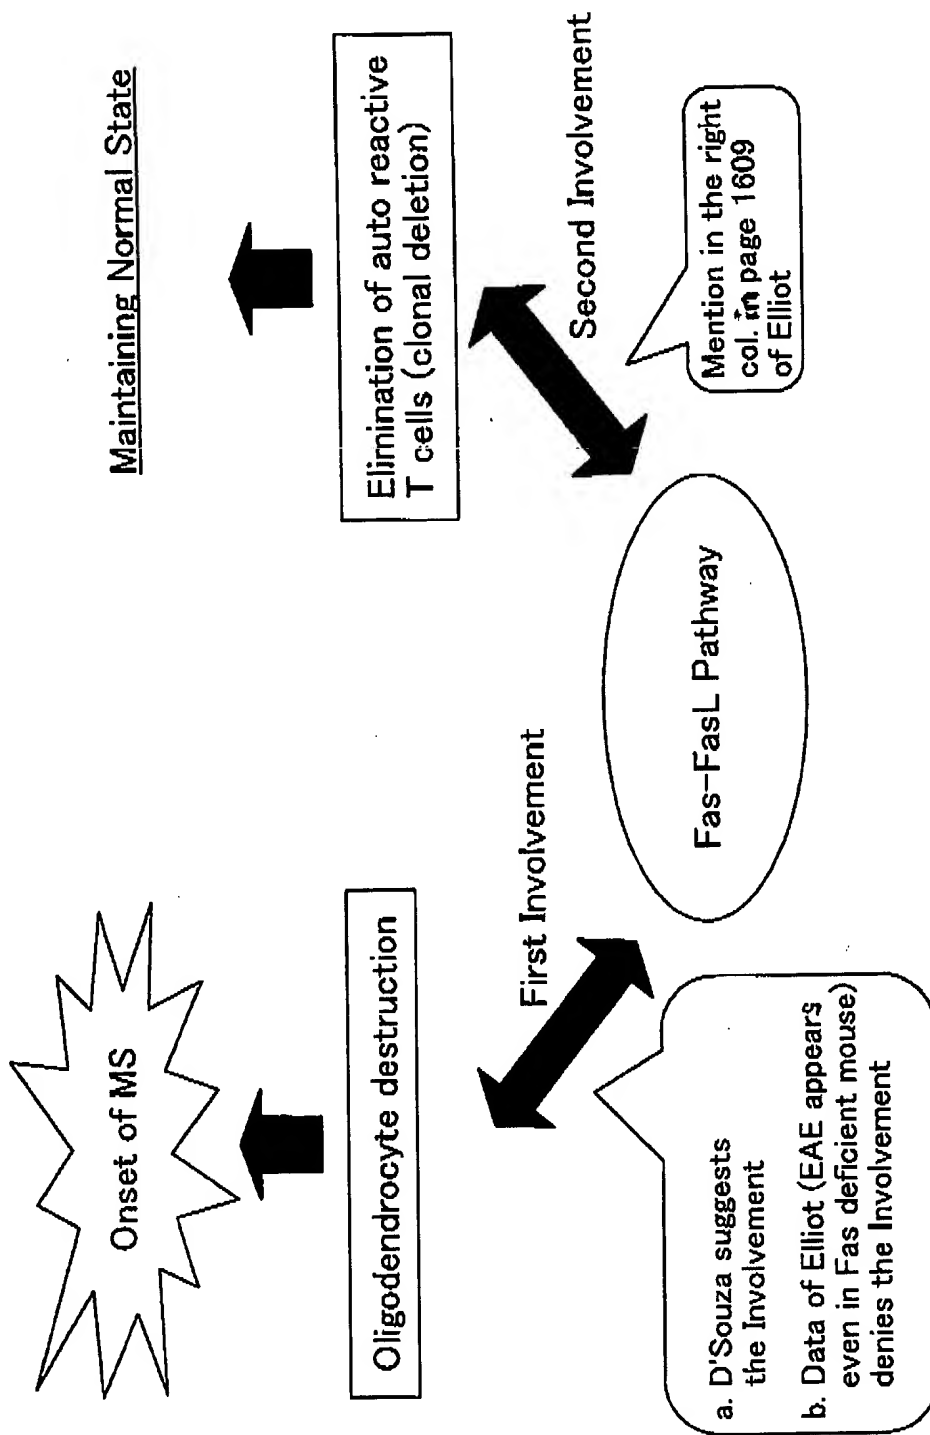 Onset of MS
Oligodendrocyte destruction
First Involvement
a. D'Souza suggests
the Involvement
b. Data of Elliot (EAE appears
even in Fas deficient mouse)
denies the Involvement
Fas-FasL Pathway
Maintaining Normal State
Elimination of auto reactive
T cells (clonal deletion)
Second Involvement
Mention in the right
col. in page 1609
of Elliot